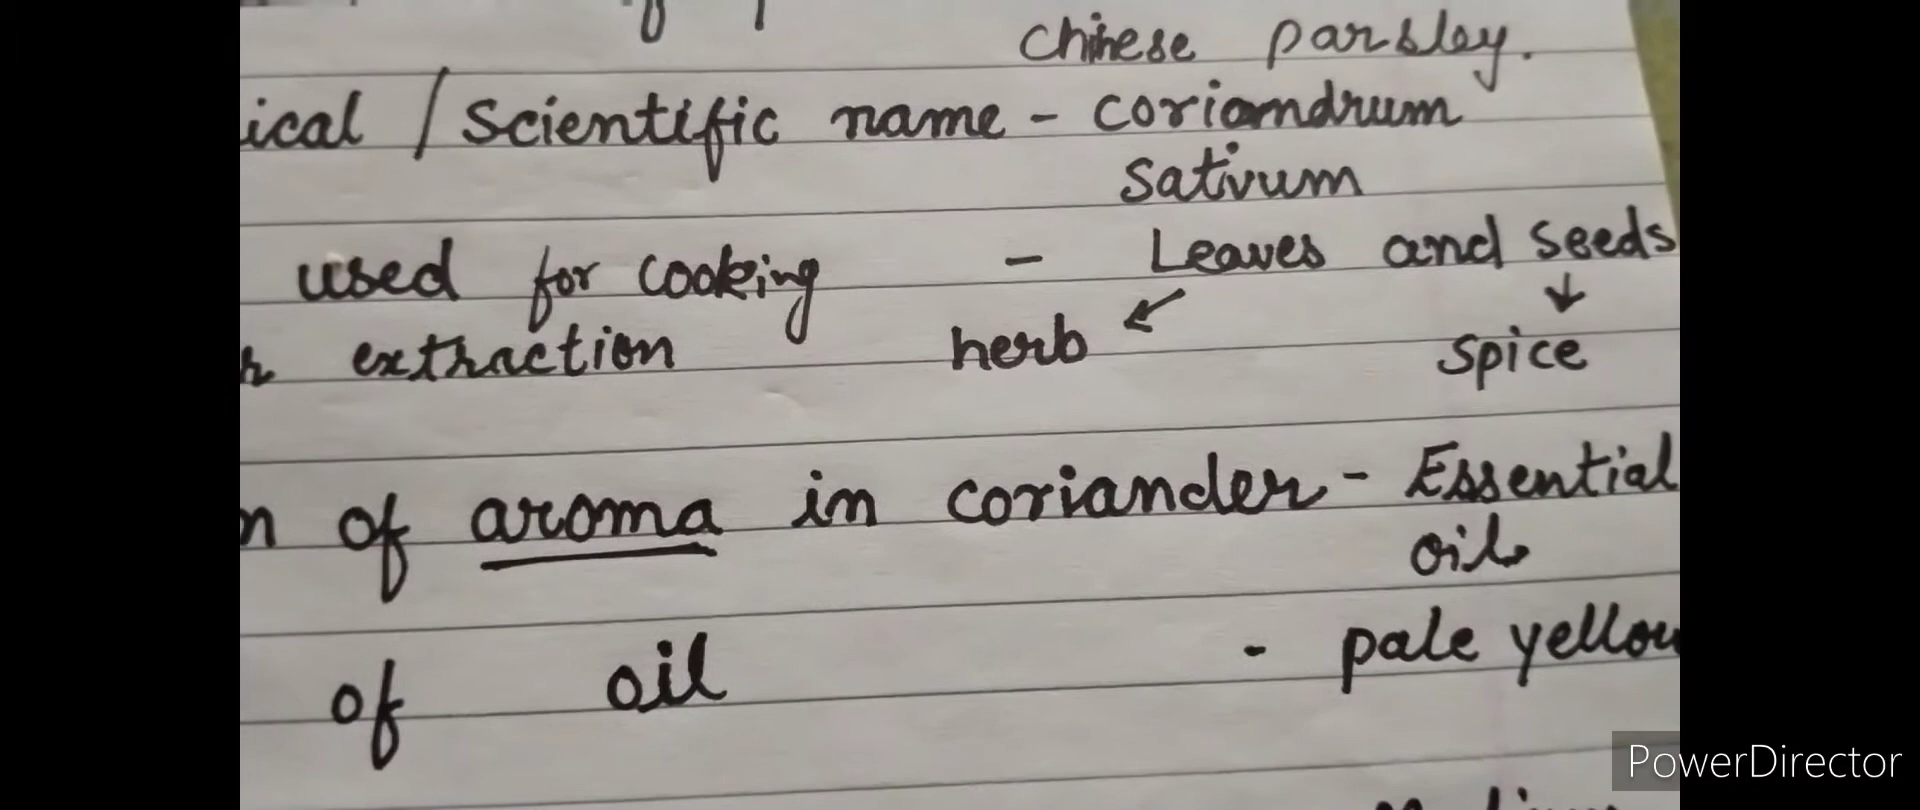 chinese parsley.
ical / Scientific name - coriandrum
sativum
used for cooking - Leaves and seeds
extraction herb ↙ ↓ spice
of aroma in coriander - Essential
oil
of oil - pale yellow
PowerDirector